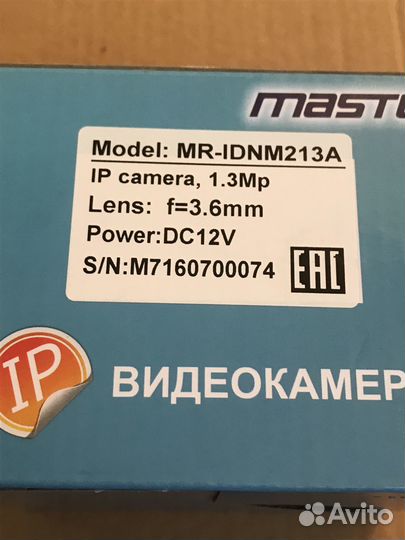 MASTE
Model: MR-IDNM213A
IP camera, 1.3Mp
Lens: f=3.6mm
Power:DC12V
S/N:M7160700074
EAC
IP
ВИДЕОКАМЕР
Avito